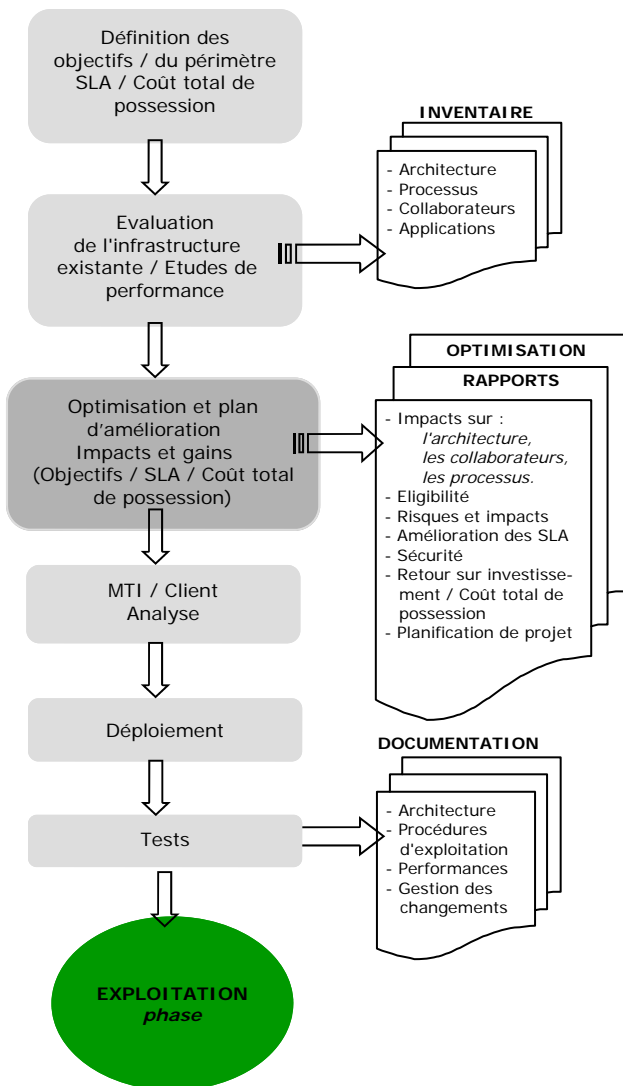 Définition des
objectifs / du périmètre
SLA / Coût total de
possession
INVENTAIRE
- Architecture
- Processus
- Collaborateurs
- Applications
Evaluation
de l'infrastructure
existante / Etudes de
performance
OPTIMISATION
RAPPORTS
- Impacts sur :
l'architecture,
les collaborateurs,
les processus.
- Eligibilité
- Risques et impacts
- Amélioration des SLA
- Sécurité
- Retour sur investisse-
ment / Coût total de
possession
- Planification de projet
Optimisation et plan
d’amélioration
Impacts et gains
(Objectifs / SLA / Coût total
de possession)
MTI / Client
Analyse
Déploiement
DOCUMENTATION
- Architecture
- Procédures
d'exploitation
- Performances
- Gestion des
changements
Tests
EXPLOITATION
phase